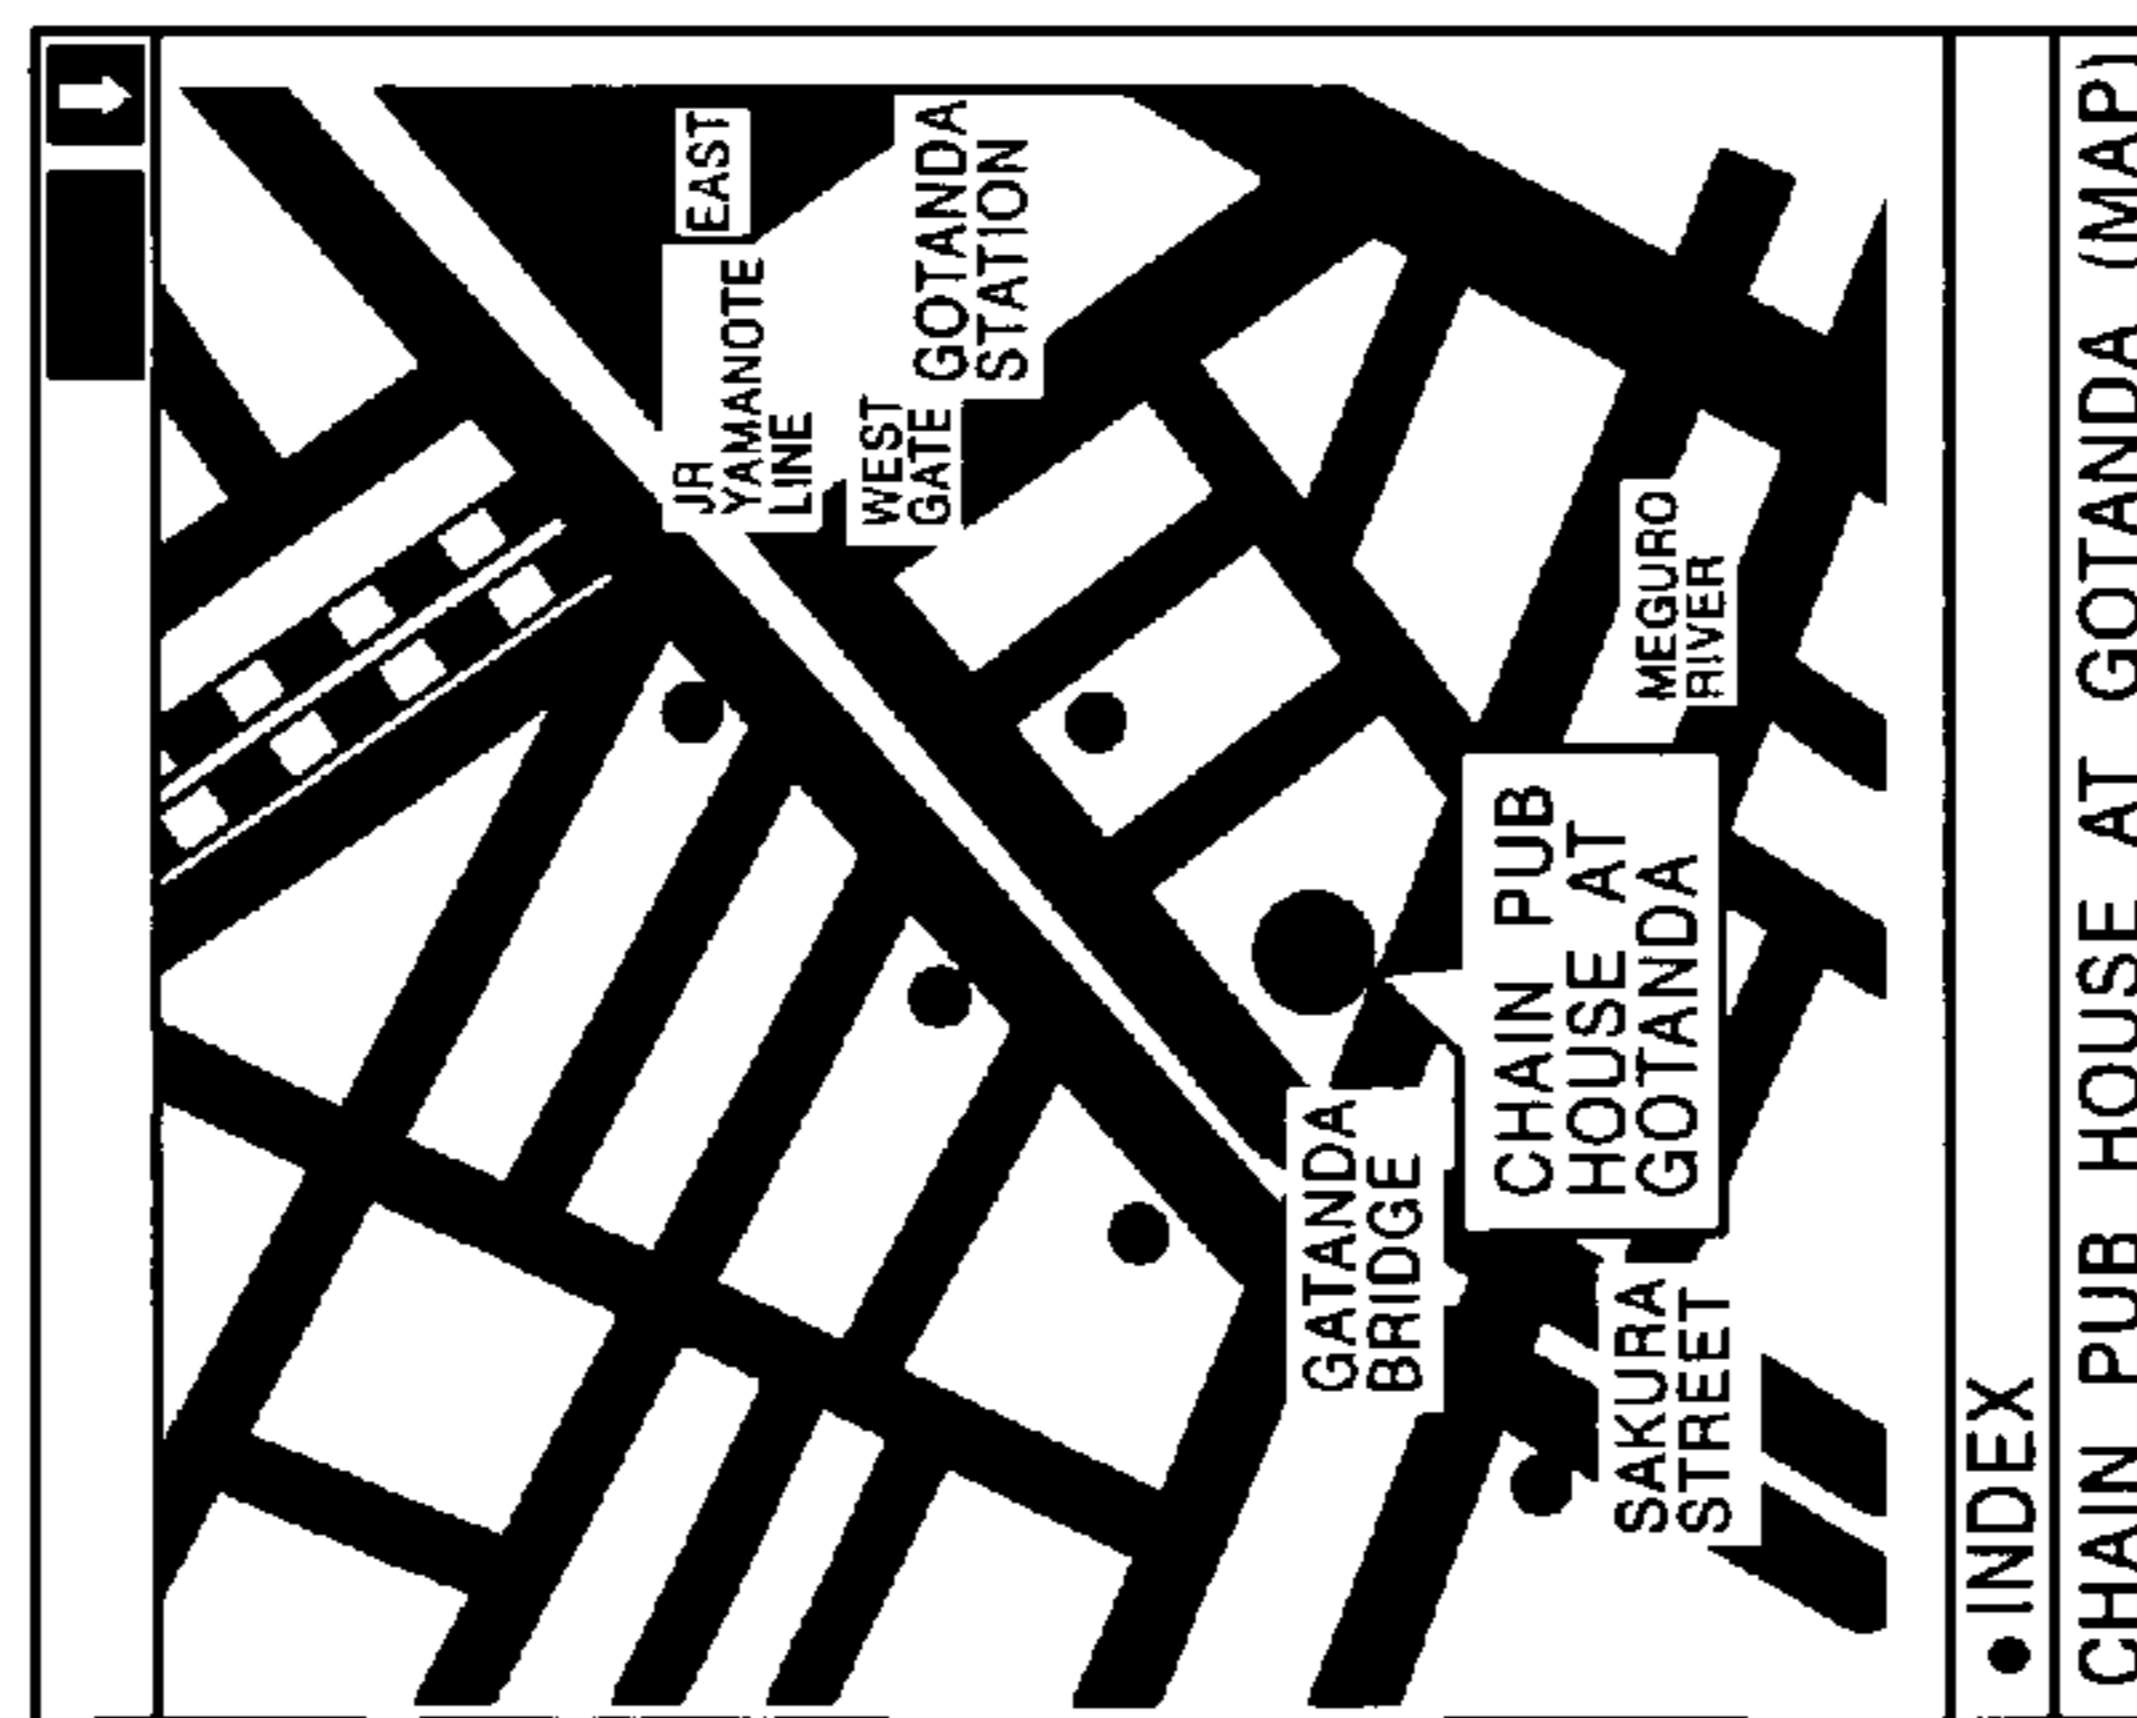 EAST
GOTANDA
STATION
JR
YAMANOTE
LINE
WEST
GATE
MEGURO
RIVER
CHAIN PUB
HOUSE AT
GOTANDA
GATANDA
BRIDGE
SAKURA
STREET
● INDEX
CHAIN PUB HOUSE AT GOTANDA (MAP)